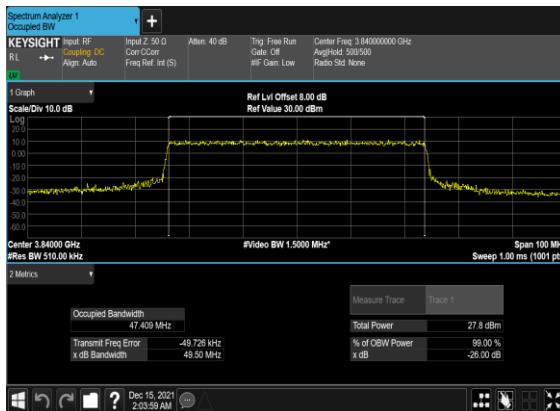 Spectrum Analyzer 1
Occupied BW
KEYSIGHT
RL
Input: RF
Coupling: DC
Align: Auto
Input Z: 50 Ω
Corr CCorr
Freq Ref: Int (S)
Atten: 40 dB
Trig: Free Run
Gate: Off
#IF Gain: Low
Center Freq: 3.840000000 GHz
Avg|Hold: 500/500
Radio Std: None
1 Graph
Scale/Div 10.0 dB
Ref Lvl Offset 8.00 dB
Ref Value 30.00 dBm
Log
20.0
10.0
0.00
-10.0
-20.0
-30.0
-40.0
-50.0
-60.0
Center 3.84000 GHz
#Res BW 510.00 kHz
#Video BW 1.5000 MHz*
Span 100 MH
Sweep 1.00 ms (1001 pts
2 Metrics
Measure Trace
Trace 1
Occupied Bandwidth
47.409 MHz
Total Power
27.8 dBm
Transmit Freq Error
-49.726 kHz
% of OBW Power
99.00 %
x dB Bandwidth
49.50 MHz
x dB
-26.00 dB
Dec 15, 2021
2:03:59 AM